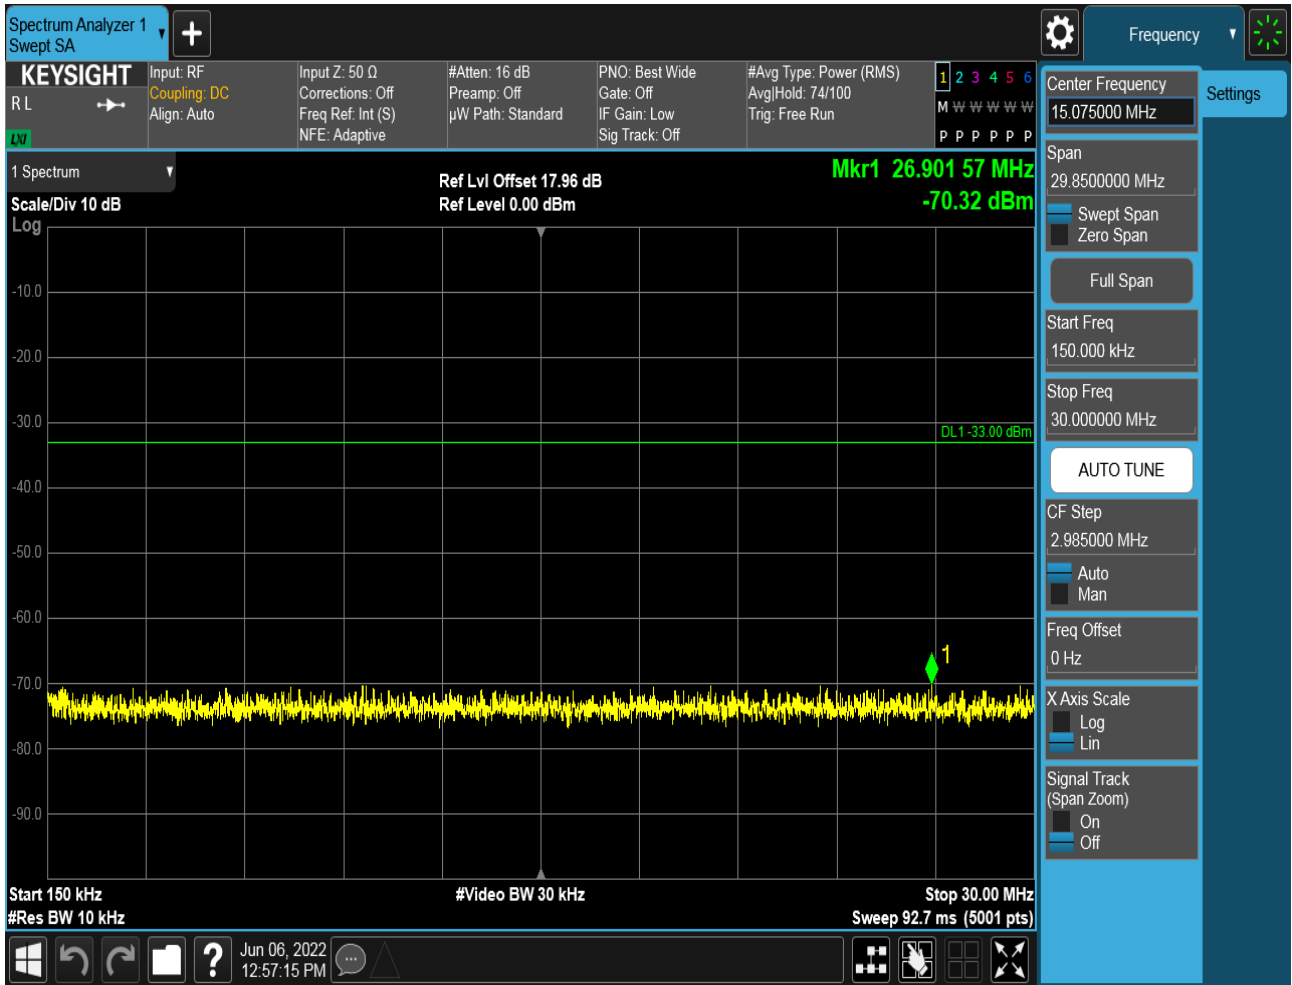 Spectrum Analyzer 1
Swept SA
Frequency
KEYSIGHT
R L
LXI
Input: RF
Coupling: DC
Align: Auto
Input Z: 50 Ω
Corrections: Off
Freq Ref: Int (S)
NFE: Adaptive
#Atten: 16 dB
Preamp: Off
µW Path: Standard
PNO: Best Wide
Gate: Off
IF Gain: Low
Sig Track: Off
#Avg Type: Power (RMS)
Avg|Hold: 74/100
Trig: Free Run
1 2 3 4 5 6
M W W W W W
P P P P P P
1 Spectrum
Scale/Div 10 dB
Log
Ref Lvl Offset 17.96 dB
Ref Level 0.00 dBm
Mkr1 26.901 57 MHz
-70.32 dBm
-10.0
-20.0
-30.0
DL1 -33.00 dBm
-40.0
-50.0
-60.0
1
-70.0
-80.0
-90.0
Start 150 kHz
#Video BW 30 kHz
Stop 30.00 MHz
#Res BW 10 kHz
Sweep 92.7 ms (5001 pts)
?
Jun 06, 2022
12:57:15 PM
Center Frequency
15.075000 MHz
Settings
Span
29.8500000 MHz
Swept Span
Zero Span
Full Span
Start Freq
150.000 kHz
Stop Freq
30.000000 MHz
AUTO TUNE
CF Step
2.985000 MHz
Auto
Man
Freq Offset
0 Hz
X Axis Scale
Log
Lin
Signal Track
(Span Zoom)
On
Off